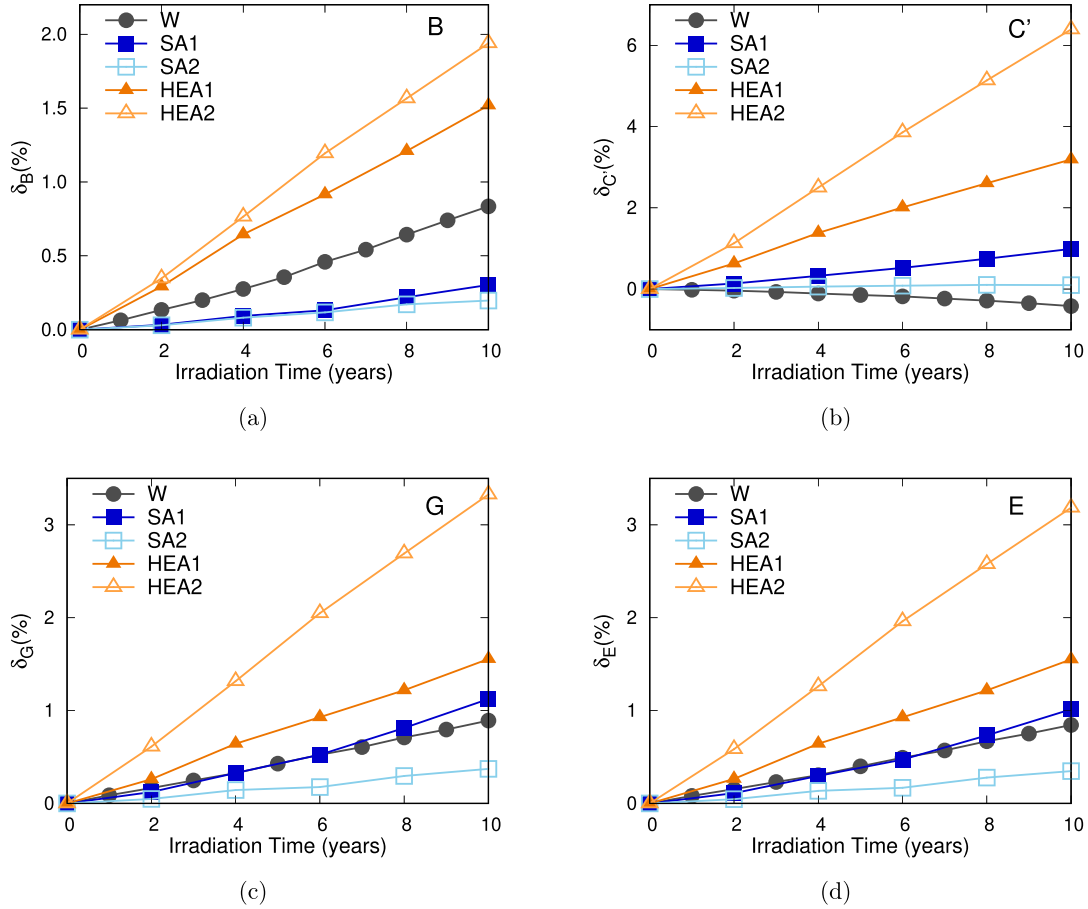 B
W
SA1
SA2
HEA1
HEA2
2.0
1.5
1.0
0.5
0.0
δB(%)
0 2 4 6 8 10
Irradiation Time (years)
(a)
C'
W
SA1
SA2
HEA1
HEA2
6
4
2
0
δC'(%)
0 2 4 6 8 10
Irradiation Time (years)
(b)
G
W
SA1
SA2
HEA1
HEA2
3
2
1
0
δG(%)
0 2 4 6 8 10
Irradiation Time (years)
(c)
E
W
SA1
SA2
HEA1
HEA2
3
2
1
0
δE(%)
0 2 4 6 8 10
Irradiation Time (years)
(d)